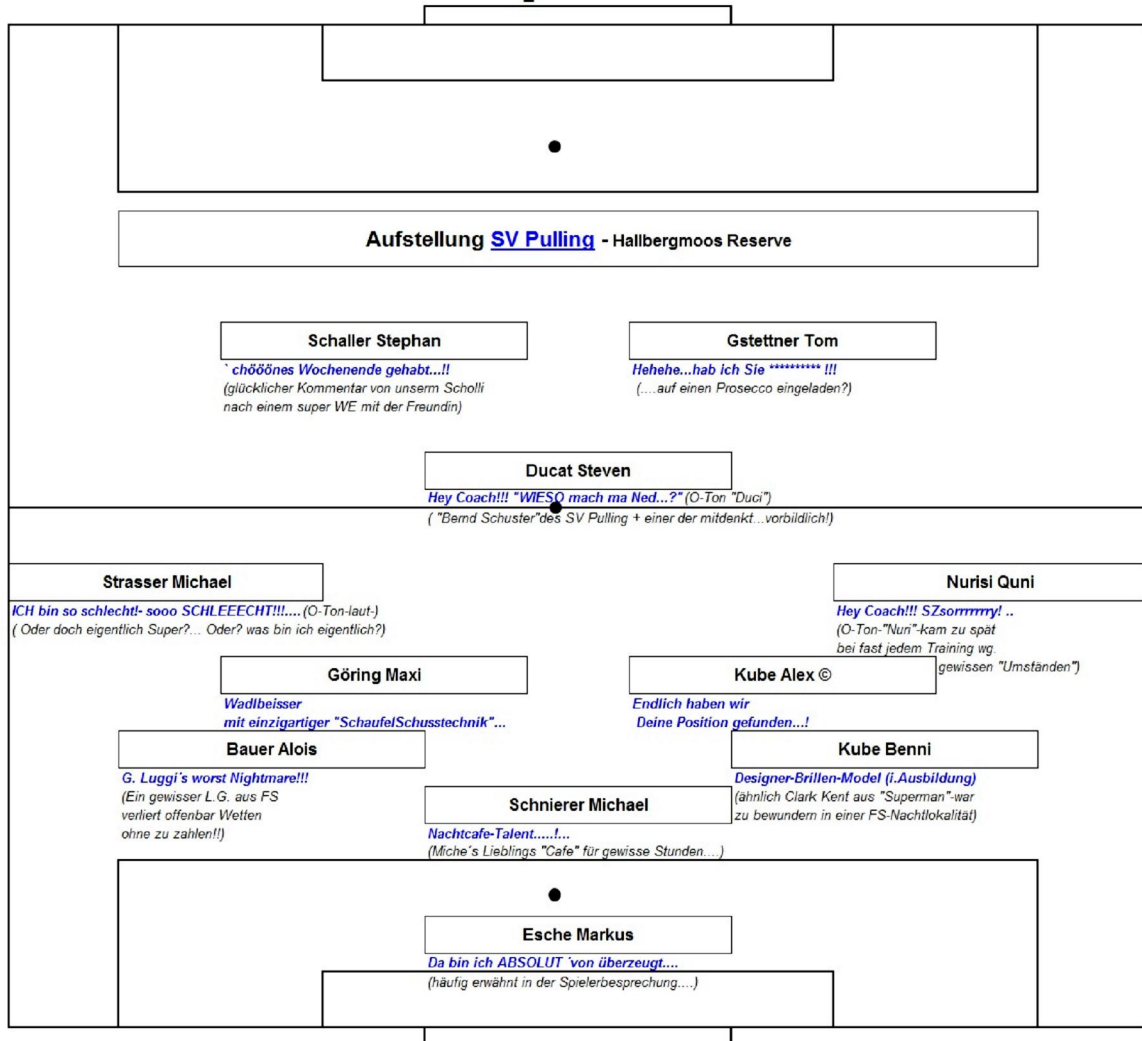 Aufstellung SV Pulling - Hallbergmoos Reserve
Schaller Stephan
` chööönes Wochenende gehabt...!!
(glücklicher Kommentar von unserm Scholli
nach einem super WE mit der Freundin)
Gstettner Tom
Hehehe...hab ich Sie ********** !!!
(....auf einen Prosecco eingeladen?)
Ducat Steven
Hey Coach!!! "WIESO mach ma Ned...?" (O-Ton "Duci")
( "Bernd Schuster"des SV Pulling + einer der mitdenkt...vorbildlich!)
Strasser Michael
ICH bin so schlecht!- sooo SCHLEEECHT!!!.... (O-Ton-laut-)
( Oder doch eigentlich Super?... Oder? was bin ich eigentlich?)
Nurisi Quni
Hey Coach!!! SZsorrrrrrry! ..
(O-Ton-"Nuri"-kam zu spät
bei fast jedem Training wg.
gewissen "Umständen")
Göring Maxi
Wadlbeisser
mit einzigartiger "SchaufelSchusstechnik"...
Kube Alex ©
Endlich haben wir
Deine Position gefunden...!
Bauer Alois
G. Luggi´s worst Nightmare!!!
(Ein gewisser L.G. aus FS
verliert offenbar Wetten
ohne zu zahlen!!)
Kube Benni
Designer-Brillen-Model (i.Ausbildung)
(ähnlich Clark Kent aus "Superman"-war
zu bewundern in einer FS-Nachtlokalität)
Schnierer Michael
Nachtcafe-Talent.....!...
(Miche´s Lieblings "Cafe" für gewisse Stunden....)
Esche Markus
Da bin ich ABSOLUT ´von überzeugt....
(häufig erwähnt in der Spielerbesprechung....)